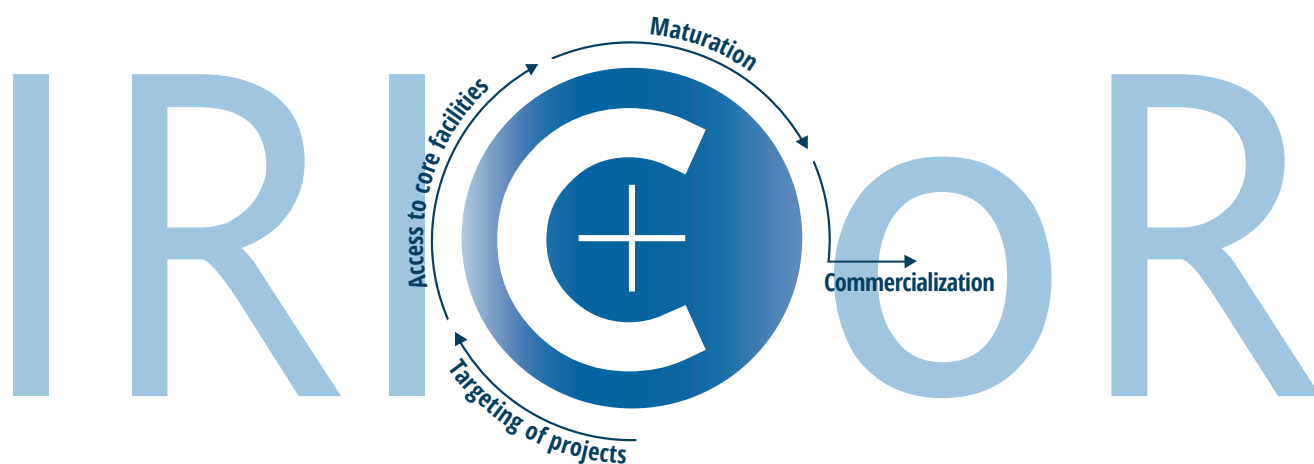 IRICoR
Maturation
Access to core facilities
Commercialization
Targeting of projects